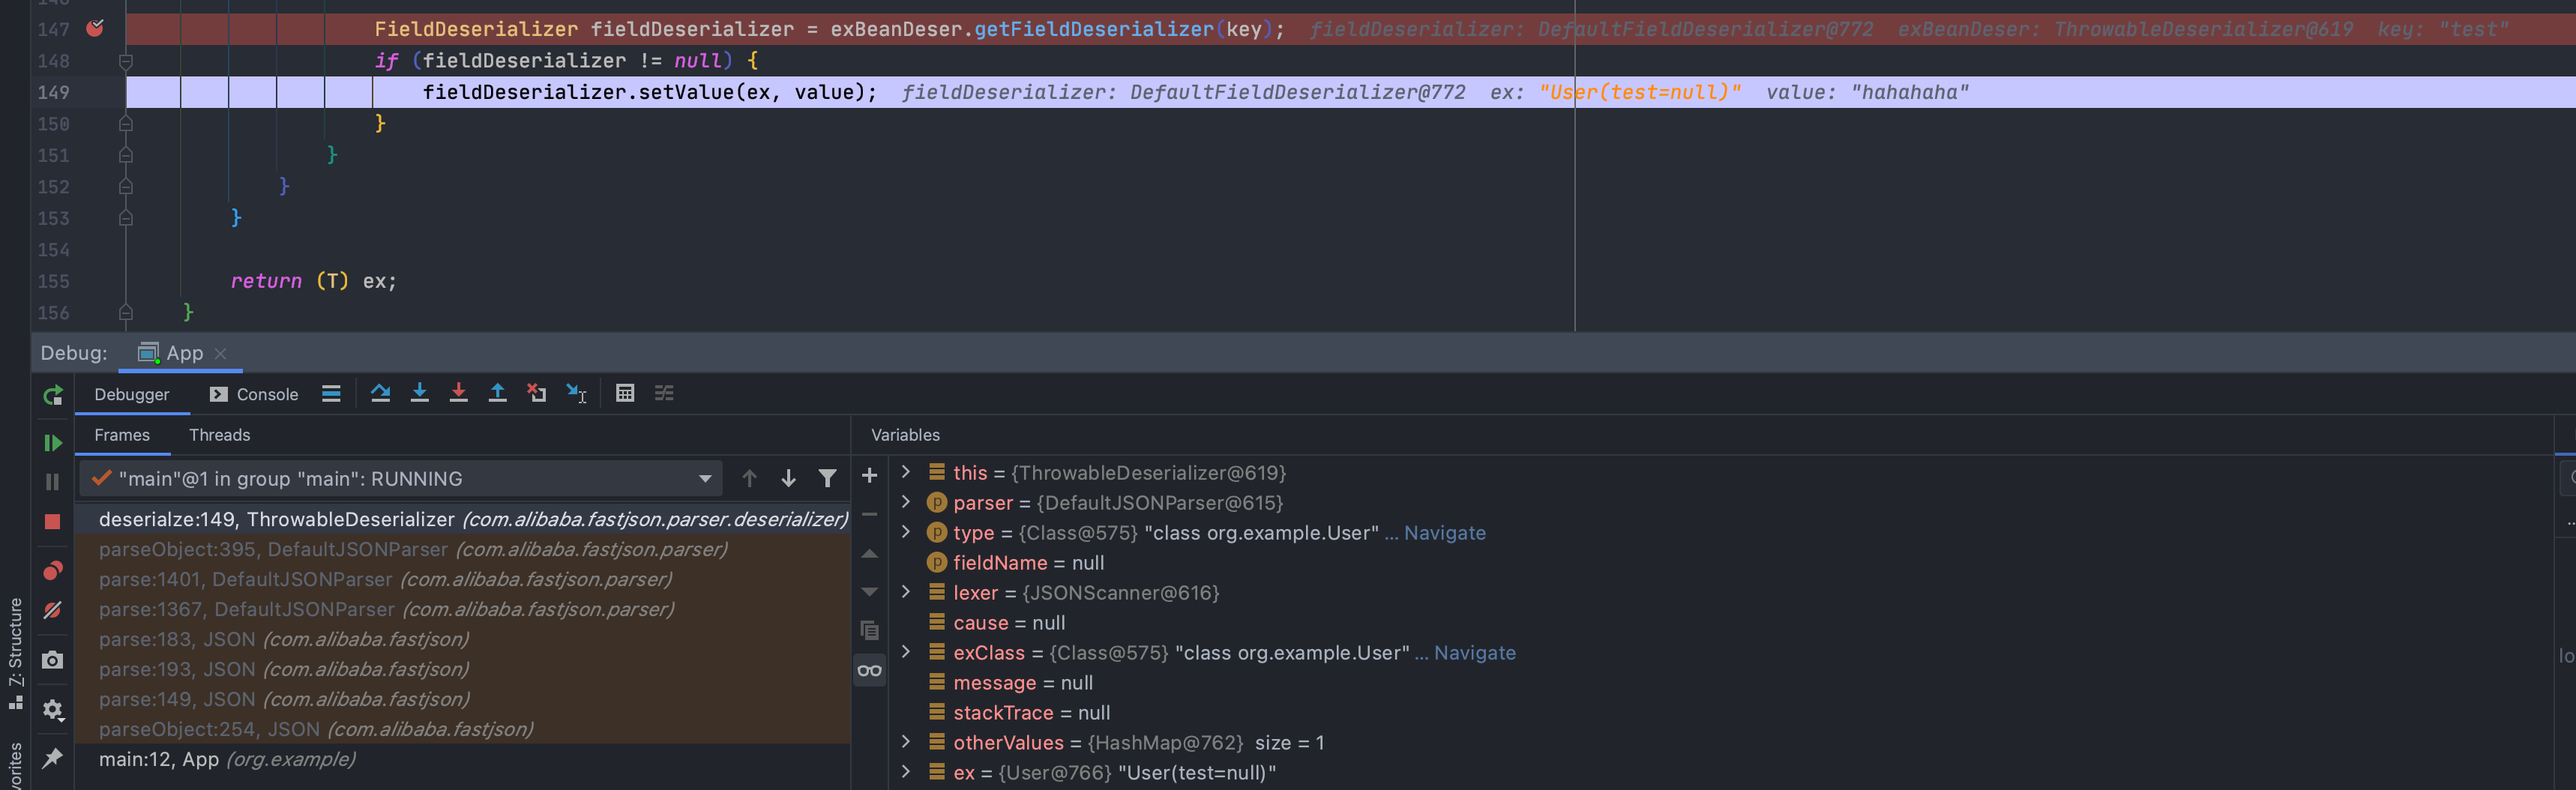 147 FieldDeserializer fieldDeserializer = exBeanDeser.getFieldDeserializer(key); fieldDeserializer: DefaultFieldDeserializer@772 exBeanDeser: ThrowableDeserializer@619 key: "test"
148 if (fieldDeserializer != null) {
149 fieldDeserializer.setValue(ex, value); fieldDeserializer: DefaultFieldDeserializer@772 ex: "User(test=null)" value: "hahahaha"
150 }
151 }
152 }
153 }
154
155 return (T) ex;
156 }
Debug: App
Debugger Console
Frames Threads
"main"@1 in group "main": RUNNING
deserialze:149, ThrowableDeserializer (com.alibaba.fastjson.parser.deserializer)
parseObject:395, DefaultJSONParser (com.alibaba.fastjson.parser)
parse:1401, DefaultJSONParser (com.alibaba.fastjson.parser)
parse:1367, DefaultJSONParser (com.alibaba.fastjson.parser)
parse:183, JSON (com.alibaba.fastjson)
parse:193, JSON (com.alibaba.fastjson)
parse:149, JSON (com.alibaba.fastjson)
parseObject:254, JSON (com.alibaba.fastjson)
main:12, App (org.example)
Variables
this = {ThrowableDeserializer@619}
parser = {DefaultJSONParser@615}
type = {Class@575} "class org.example.User" ... Navigate
fieldName = null
lexer = {JSONScanner@616}
cause = null
exClass = {Class@575} "class org.example.User" ... Navigate
message = null
stackTrace = null
otherValues = {HashMap@762} size = 1
ex = {User@766} "User(test=null)"
Z: Structure